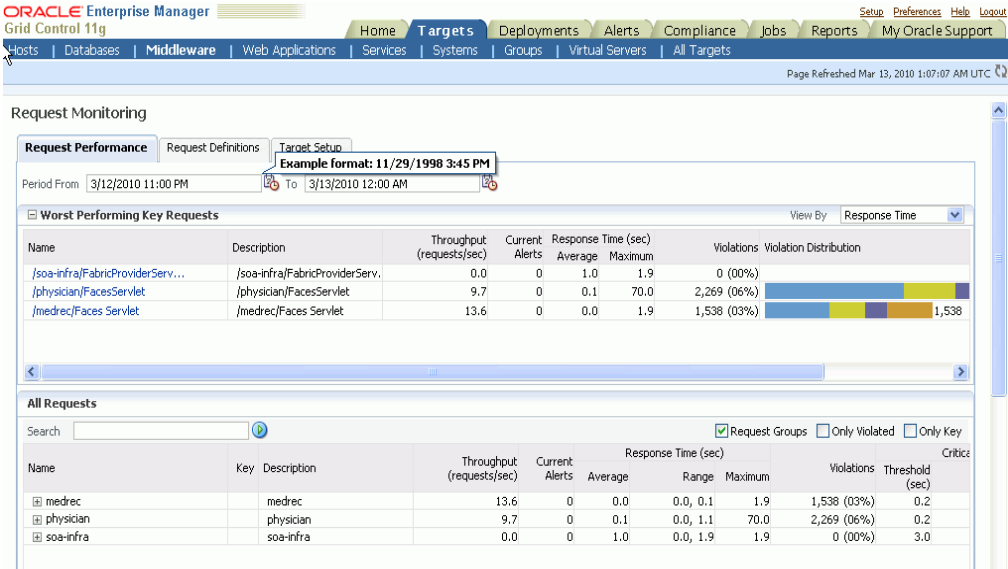 ORACLE Enterprise Manager
Grid Control 11g
Setup Preferences Help Logout
Home Targets Deployments Alerts Compliance Jobs Reports My Oracle Support
Hosts | Databases | Middleware | Web Applications | Services | Systems | Groups | Virtual Servers | All Targets
Page Refreshed Mar 13, 2010 1:07:07 AM UTC
Request Monitoring
Request Performance Request Definitions Target Setup
Example format: 11/29/1998 3:45 PM
Period From 3/12/2010 11:00 PM To 3/13/2010 12:00 AM
Worst Performing Key Requests View By Response Time
Name Description Throughput (requests/sec) Current Alerts Response Time (sec) Average Maximum Violations Violation Distribution
/soa-infra/FabricProviderServ... /soa-infra/FabricProviderServ. 0.0 0 1.0 1.9 0 (00%)
/physician/FacesServlet /physician/FacesServlet 9.7 0 0.1 70.0 2,269 (06%)
/medrec/Faces Servlet /medrec/Faces Servlet 13.6 0 0.0 1.9 1,538 (03%) 1,538
All Requests
Search Request Groups Only Violated Only Key
Name Key Description Throughput (requests/sec) Current Alerts Response Time (sec) Average Range Maximum Violations Critica Threshold (sec)
medrec medrec 13.6 0 0.0 0.0, 0.1 1.9 1,538 (03%) 0.2
physician physician 9.7 0 0.1 0.0, 1.1 70.0 2,269 (06%) 0.2
soa-infra soa-infra 0.0 0 1.0 0.0, 1.9 1.9 0 (00%) 3.0